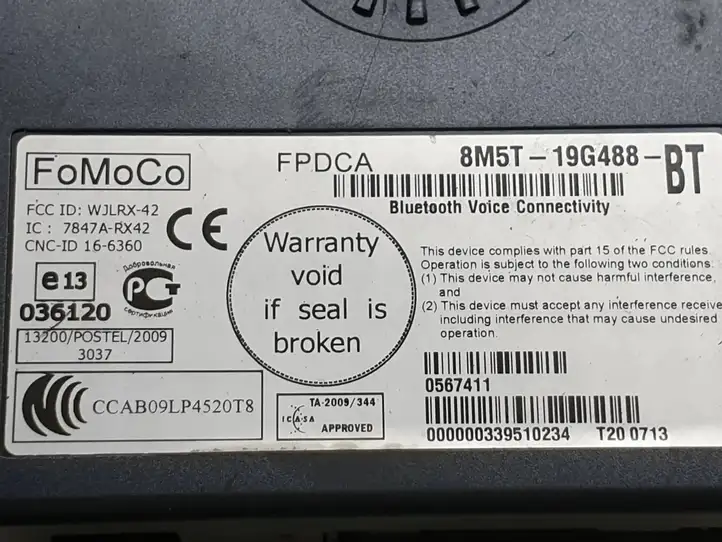 FoMoCo
FPDCA
8M5T-19G488-BT
Bluetooth Voice Connectivity
FCC ID: WJLRX-42
IC : 7847A-RX42
CNC-ID 16-6360
CE
e13
036120
Добровольная
РСТ
сертификации
13200/POSTEL/2009
3037
CCAB09LP4520T8
Warranty
void
if seal is
broken
This device complies with part 15 of the FCC rules.
Operation is subject to the following two conditions:
(1) This device may not cause harmful interference,
and
(2) This device must accept any interference receive
including interference that may cause undesired
operation.
0567411
TA-2009/344
ICASA
APPROVED
000000339510234 T20 0713